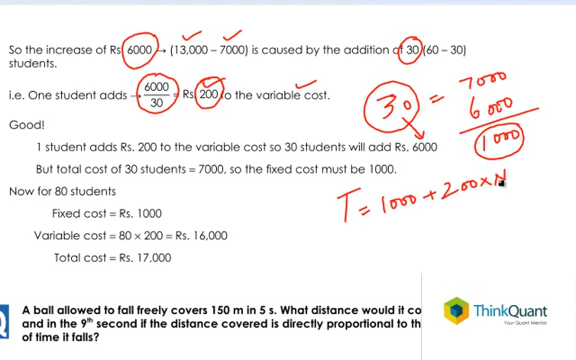 So the increase of Rs 6000 → (13,000 – 7000) is caused by the addition of 30 (60 – 30)
students.
i.e. One student adds → 6000/30 = Rs. 200 to the variable cost.
30 = 7000
6000
1000
Good!
1 student adds Rs. 200 to the variable cost so 30 students will add Rs. 6000
But total cost of 30 students = 7000, so the fixed cost must be 1000.
Now for 80 students
T = 1000 + 200 × N
Fixed cost = Rs. 1000
Variable cost = 80 × 200 = Rs. 16,000
Total cost = Rs. 17,000
Q
A ball allowed to fall freely covers 150 m in 5 s. What distance would it co
and in the 9th second if the distance covered is directly proportional to th
of time it falls?
ThinkQuant
Your Quant Mentor